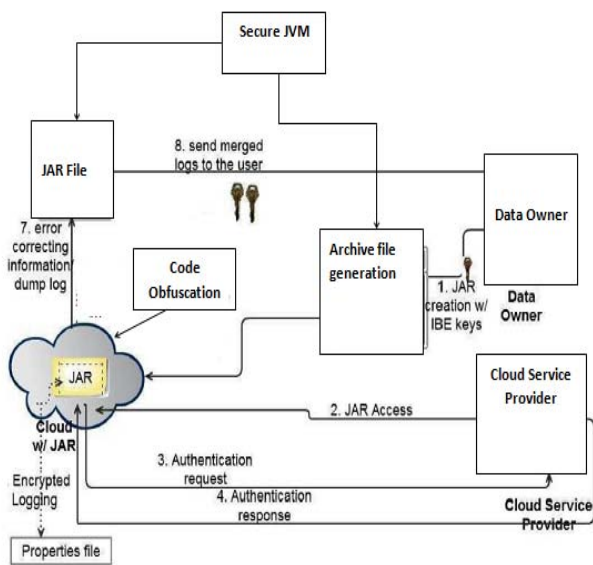 Secure JVM
JAR File
8. send merged
logs to the user
Data Owner
7. error
correcting
information/
dump log
Code
Obfuscation
Archive file
generation
1. JAR
creation w/
IBE keys
Data
Owner
JAR
Cloud
w/ JAR
2. JAR Access
Cloud Service
Provider
3. Authentication
request
Encrypted
Logging
4. Authentication
response
Cloud Service
Provider
Properties file